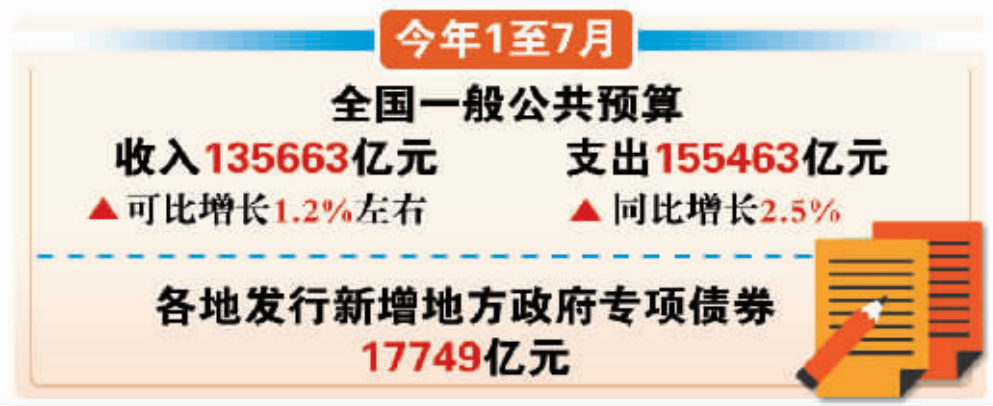 今年1至7月
全国一般公共预算
收入135663亿元 支出155463亿元
▲可比增长1.2%左右 ▲同比增长2.5%
各地发行新增地方政府专项债券
17749亿元